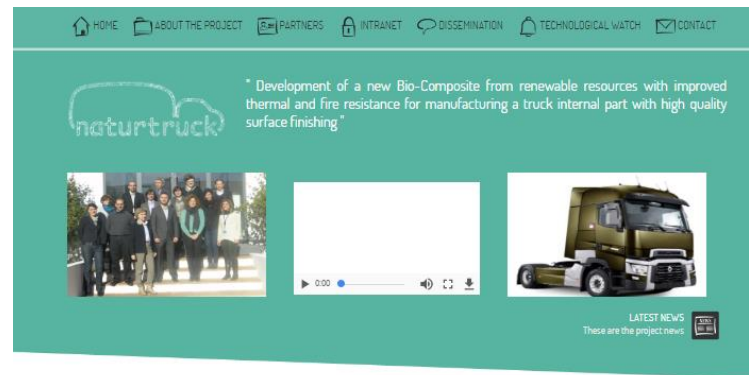 HOME ABOUT THE PROJECT PARTNERS INTRANET DISSEMINATION TECHNOLOGICAL WATCH CONTACT
naturtruck
" Development of a new Bio-Composite from renewable resources with improved
thermal and fire resistance for manufacturing a truck internal part with high quality
surface finishing "
0:00
LATEST NEWS
These are the project news
NEWS